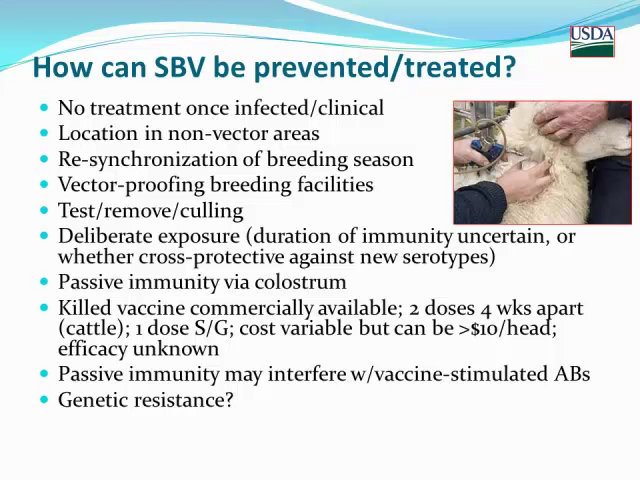 USDA
How can SBV be prevented/treated?
No treatment once infected/clinical
Location in non-vector areas
Re-synchronization of breeding season
Vector-proofing breeding facilities
Test/remove/culling
Deliberate exposure (duration of immunity uncertain, or
whether cross-protective against new serotypes)
Passive immunity via colostrum
Killed vaccine commercially available; 2 doses 4 wks apart
(cattle); 1 dose S/G; cost variable but can be >$10/head;
efficacy unknown
Passive immunity may interfere w/vaccine-stimulated ABs
Genetic resistance?